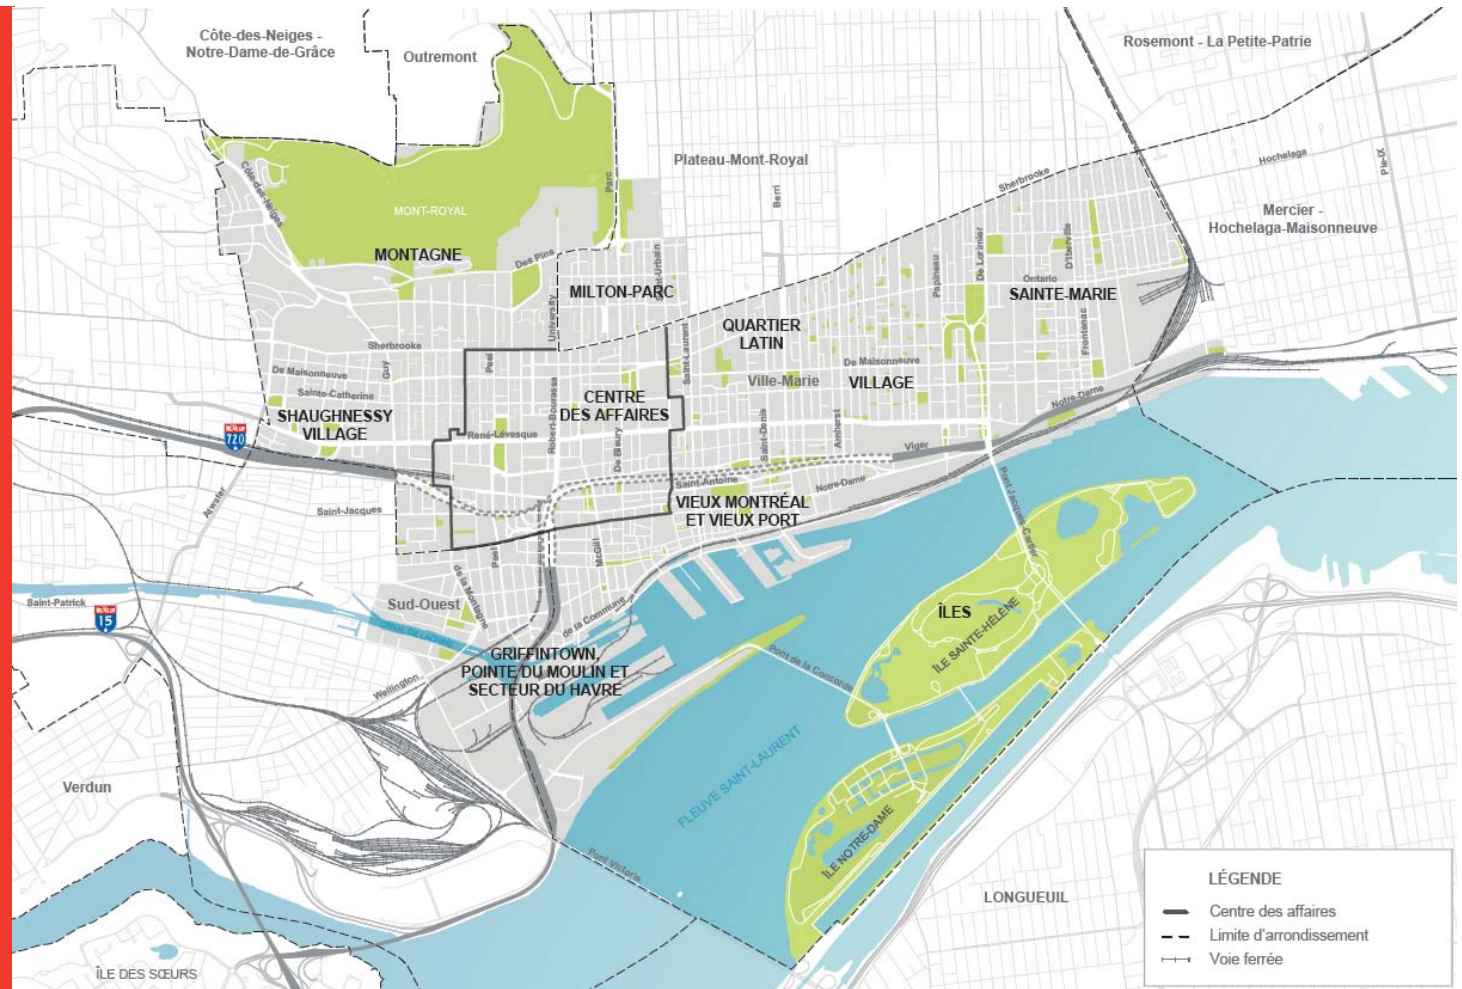 Côte-des-Neiges -
Notre-Dame-de-Grâce
Outremont
Rosemont - La Petite-Patrie
Plateau-Mont-Royal
Hochelaga
Pie-IX
Sherbrooke
Mercier -
Hochelaga-Maisonneuve
Côte-des-Neiges
Parc
Berri
MONT-ROYAL
MONTAGNE
Des Pins
Saint-Urbain
MILTON-PARC
Papineau
De Lorimier
D'Iberville
Ontario
SAINTE-MARIE
University
QUARTIER
LATIN
Frontenac
Sherbrooke
Saint-Laurent
Guy
Peel
De Maisonneuve
De Maisonneuve
Ville-Marie
VILLAGE
Sainte-Catherine
Robert-Bourassa
CENTRE
DES AFFAIRES
Notre-Dame
SHAUGHNESSY
VILLAGE
René-Lévesque
De Bleury
Saint-Denis
Amherst
Viger
720
Atwater
Saint-Jacques
Saint-Antoine
Notre-Dame
VIEUX MONTRÉAL
ET VIEUX PORT
Pont Jacques-Cartier
Peel
McGill
de la Montagne
de la Commune
Saint-Patrick
15
Sud-Ouest
CANAL DE LACHINE
ÎLES
ÎLE SAINTE-HÉLÈNE
GRIFFINTOWN,
POINTE DU MOULIN ET
SECTEUR DU HAVRE
Wellington
Pont de la Concorde
FLEUVE SAINT-LAURENT
Verdun
ÎLE NOTRE-DAME
Pont Victoria
LONGUEUIL
ÎLE DES SŒURS
LÉGENDE
Centre des affaires
Limite d'arrondissement
Voie ferrée